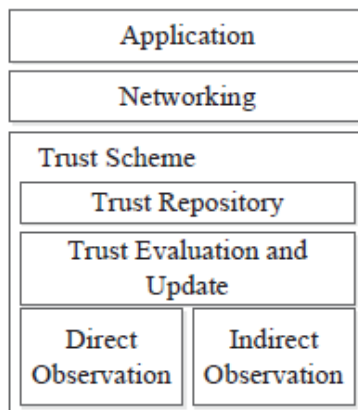 Application
Networking
Trust Scheme
Trust Repository
Trust Evaluation and
Update
Direct
Observation
Indirect
Observation